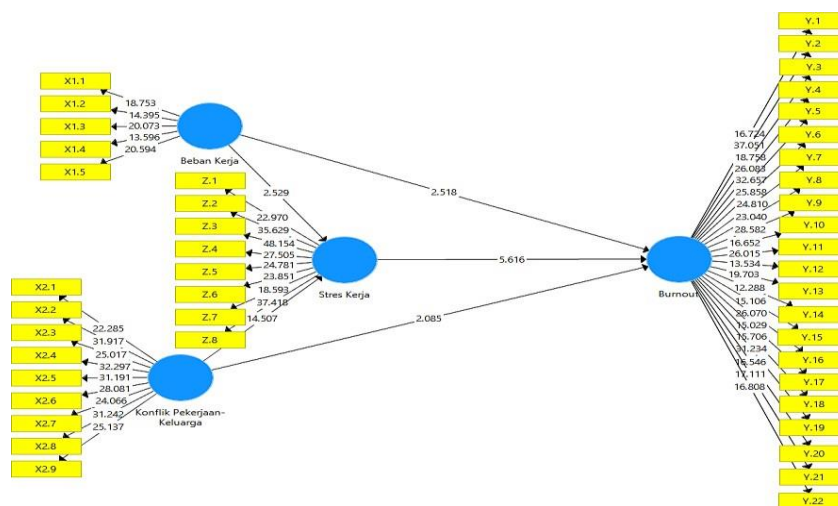 X1.1
X1.2
X1.3
X1.4
X1.5
18.753
14.395
20.073
13.596
20.594
Beban Kerja
2.529
2.518
Z.1
Z.2
Z.3
Z.4
Z.5
Z.6
Z.7
Z.8
22.970
35.629
48.154
27.505
24.781
23.851
18.593
37.418
14.507
Stres Kerja
5.616
2.085
X2.1
X2.2
X2.3
X2.4
X2.5
X2.6
X2.7
X2.8
X2.9
22.285
31.917
25.017
32.297
31.191
28.081
24.066
31.242
25.137
Konflik Pekerjaan-
Keluarga
Burnout
16.724
37.051
18.758
26.083
32.657
25.858
24.810
23.040
28.582
16.652
26.015
13.534
19.703
12.288
15.106
26.070
15.029
15.706
31.234
16.546
17.111
16.808
Y.1
Y.2
Y.3
Y.4
Y.5
Y.6
Y.7
Y.8
Y.9
Y.10
Y.11
Y.12
Y.13
Y.14
Y.15
Y.16
Y.17
Y.18
Y.19
Y.20
Y.21
Y.22